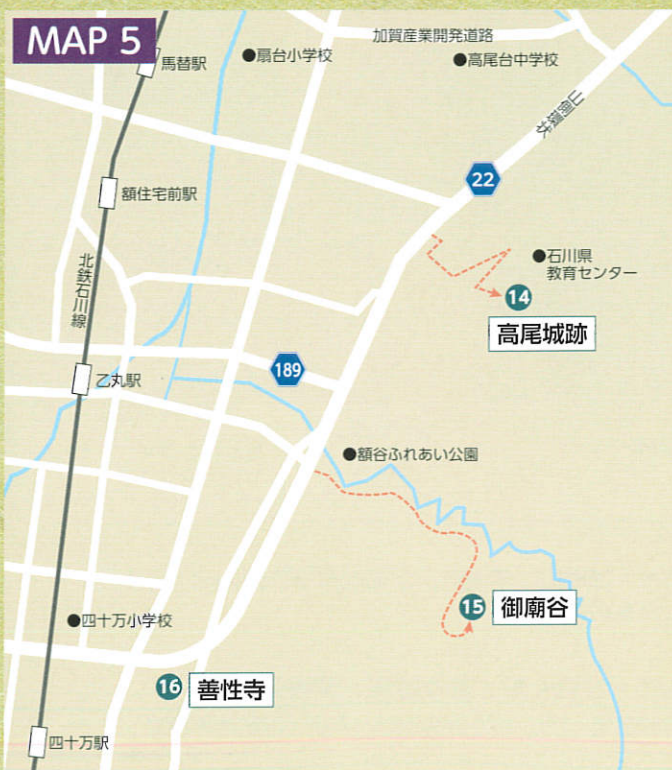 MAP 5
加賀産業開発道路
馬替駅
●扇台小学校
●高尾台中学校
山側環状
22
額住宅前駅
北鉄石川線
●石川県
教育センター
14
高尾城跡
189
乙丸駅
●額谷ふれあい公園
15
御廟谷
●四十万小学校
16
善性寺
四十万駅